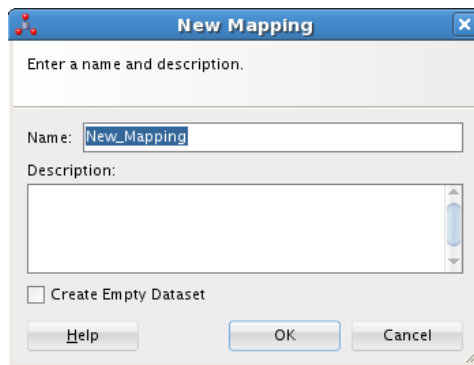 New Mapping
Enter a name and description.
Name: New_Mapping
Description:
Create Empty Dataset
Help OK Cancel